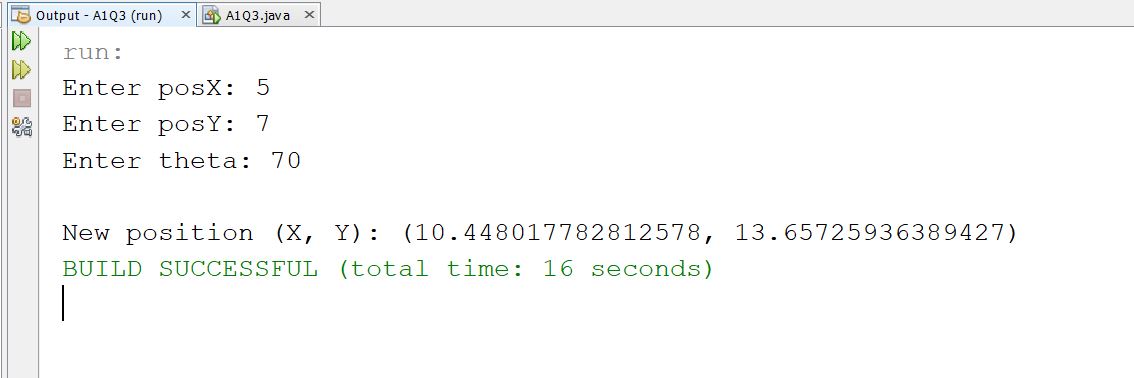 Output - A1Q3 (run) A1Q3.java
run:
Enter posX: 5
Enter posY: 7
Enter theta: 70
New position (X, Y): (10.448017782812578, 13.65725936389427)
BUILD SUCCESSFUL (total time: 16 seconds)